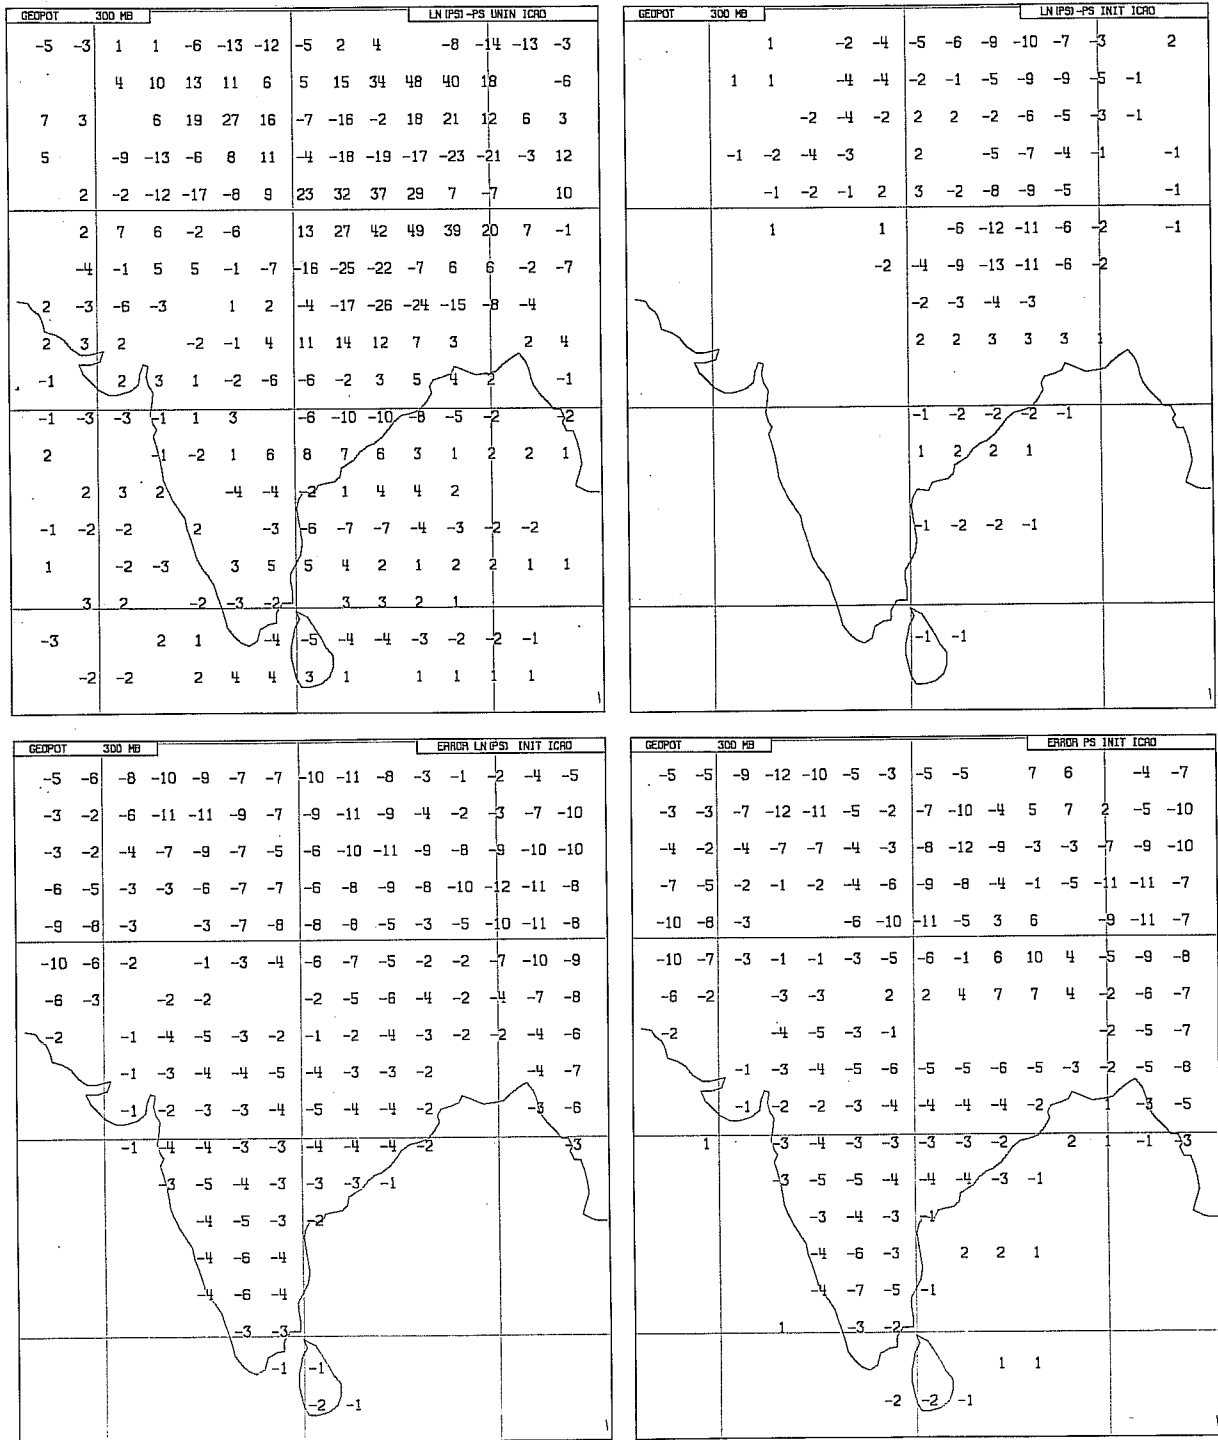 GEOPOT 300 MB LN(PS)-PS UNIN ICAO
-5 -3 1 1 -6 -13 -12 -5 2 4 -8 -14 -13 -3
4 10 13 11 6 5 15 34 48 40 18 -6
7 3 6 19 27 16 -7 -16 -2 18 21 12 6 3
5 -9 -13 -6 8 11 -4 -18 -19 -17 -23 -21 -3 12
2 -2 -12 -17 -8 9 23 32 37 29 7 -7 10
2 7 6 -2 -6 13 27 42 49 39 20 7 -1
-4 -1 5 5 -1 -7 -16 -25 -22 -7 6 6 -2 -7
2 -3 -6 -3 1 2 -4 -17 -26 -24 -15 -8 -4
2 3 2 -2 -1 4 11 14 12 7 3 2 4
-1 2 3 1 -2 -6 -6 -2 3 5 4 2 -1
-1 -3 -3 -1 1 3 -6 -10 -10 -8 -5 -2 -2
2 -1 -2 1 6 8 7 6 3 1 2 2 1
2 3 2 -4 -4 -2 1 4 4 2
-1 -2 -2 2 -3 -6 -7 -7 -4 -3 -2 -2
1 -2 -3 3 5 5 4 2 1 2 2 1 1
3 2 -2 -3 -2 3 3 2 1
-3 2 1 -4 -5 -4 -4 -3 -2 -2 -1
-2 -2 2 4 4 3 1 1 1 1 1
GEOPOT 300 MB LN(PS)-PS INIT ICAO
1 -2 -4 -5 -6 -9 -10 -7 -3 2
1 1 -4 -4 -2 -1 -5 -9 -9 -5 -1
-2 -4 -2 2 2 -2 -6 -5 -3 -1
-1 -2 -4 -3 2 -5 -7 -4 -1 -1
-1 -2 -1 2 3 -2 -8 -9 -5 -1
1 1 -6 -12 -11 -6 -2 -1
-2 -4 -9 -13 -11 -6 -2
-2 -3 -4 -3
2 2 3 3 3 1
-1 -2 -2 -2 -1
1 2 2 1
-1 -2 -2 -1
-1 -1
GEOPOT 300 MB ERROR LN(PS) INIT ICAO
-5 -6 -8 -10 -9 -7 -7 -10 -11 -8 -3 -1 -2 -4 -5
-3 -2 -6 -11 -11 -9 -7 -9 -11 -9 -4 -2 -3 -7 -10
-3 -2 -4 -7 -9 -7 -5 -6 -10 -11 -9 -8 -9 -10 -10
-6 -5 -3 -3 -6 -7 -7 -6 -8 -9 -8 -10 -12 -11 -8
-9 -8 -3 -3 -7 -8 -8 -8 -5 -3 -5 -10 -11 -8
-10 -6 -2 -1 -3 -4 -6 -7 -5 -2 -2 -7 -10 -9
-6 -3 -2 -2 -2 -5 -6 -4 -2 -4 -7 -8
-2 -1 -4 -5 -3 -2 -1 -2 -4 -3 -2 -2 -4 -6
-1 -3 -4 -4 -5 -4 -3 -3 -2 -4 -7
-1 -2 -3 -3 -4 -5 -4 -4 -2 -3 -6
-1 -4 -4 -3 -3 -4 -4 -4 -2 -3
-3 -5 -4 -3 -3 -3 -1
-4 -5 -3 -2
-4 -6 -4
-4 -6 -4
-3 -3
-1 -1
-2 -1
GEOPOT 300 MB ERROR PS INIT ICAO
-5 -5 -9 -12 -10 -5 -3 -5 -5 7 6 -4 -7
-3 -3 -7 -12 -11 -5 -2 -7 -10 -4 5 7 2 -5 -10
-4 -2 -4 -7 -7 -4 -3 -8 -12 -9 -3 -3 -7 -9 -10
-7 -5 -2 -1 -2 -4 -6 -9 -8 -4 -1 -5 -11 -11 -7
-10 -8 -3 -6 -10 -11 -5 3 6 -9 -11 -7
-10 -7 -3 -1 -1 -3 -5 -6 -1 6 10 4 -5 -9 -8
-6 -2 -3 -3 2 2 4 7 7 4 -2 -6 -7
-2 -4 -5 -3 -1 -2 -5 -7
-1 -3 -4 -5 -6 -5 -5 -6 -5 -3 -2 -5 -8
-1 -2 -2 -3 -4 -4 -4 -4 -2 1 -3 -5
1 -3 -4 -3 -3 -3 -3 -2 2 1 -1 -3
-3 -5 -5 -4 -4 -4 -3 -1
-3 -4 -3 -1
-4 -6 -3 2 2 1
-4 -7 -5 -1
1 -3 -2
1 1
-2 -2 -1